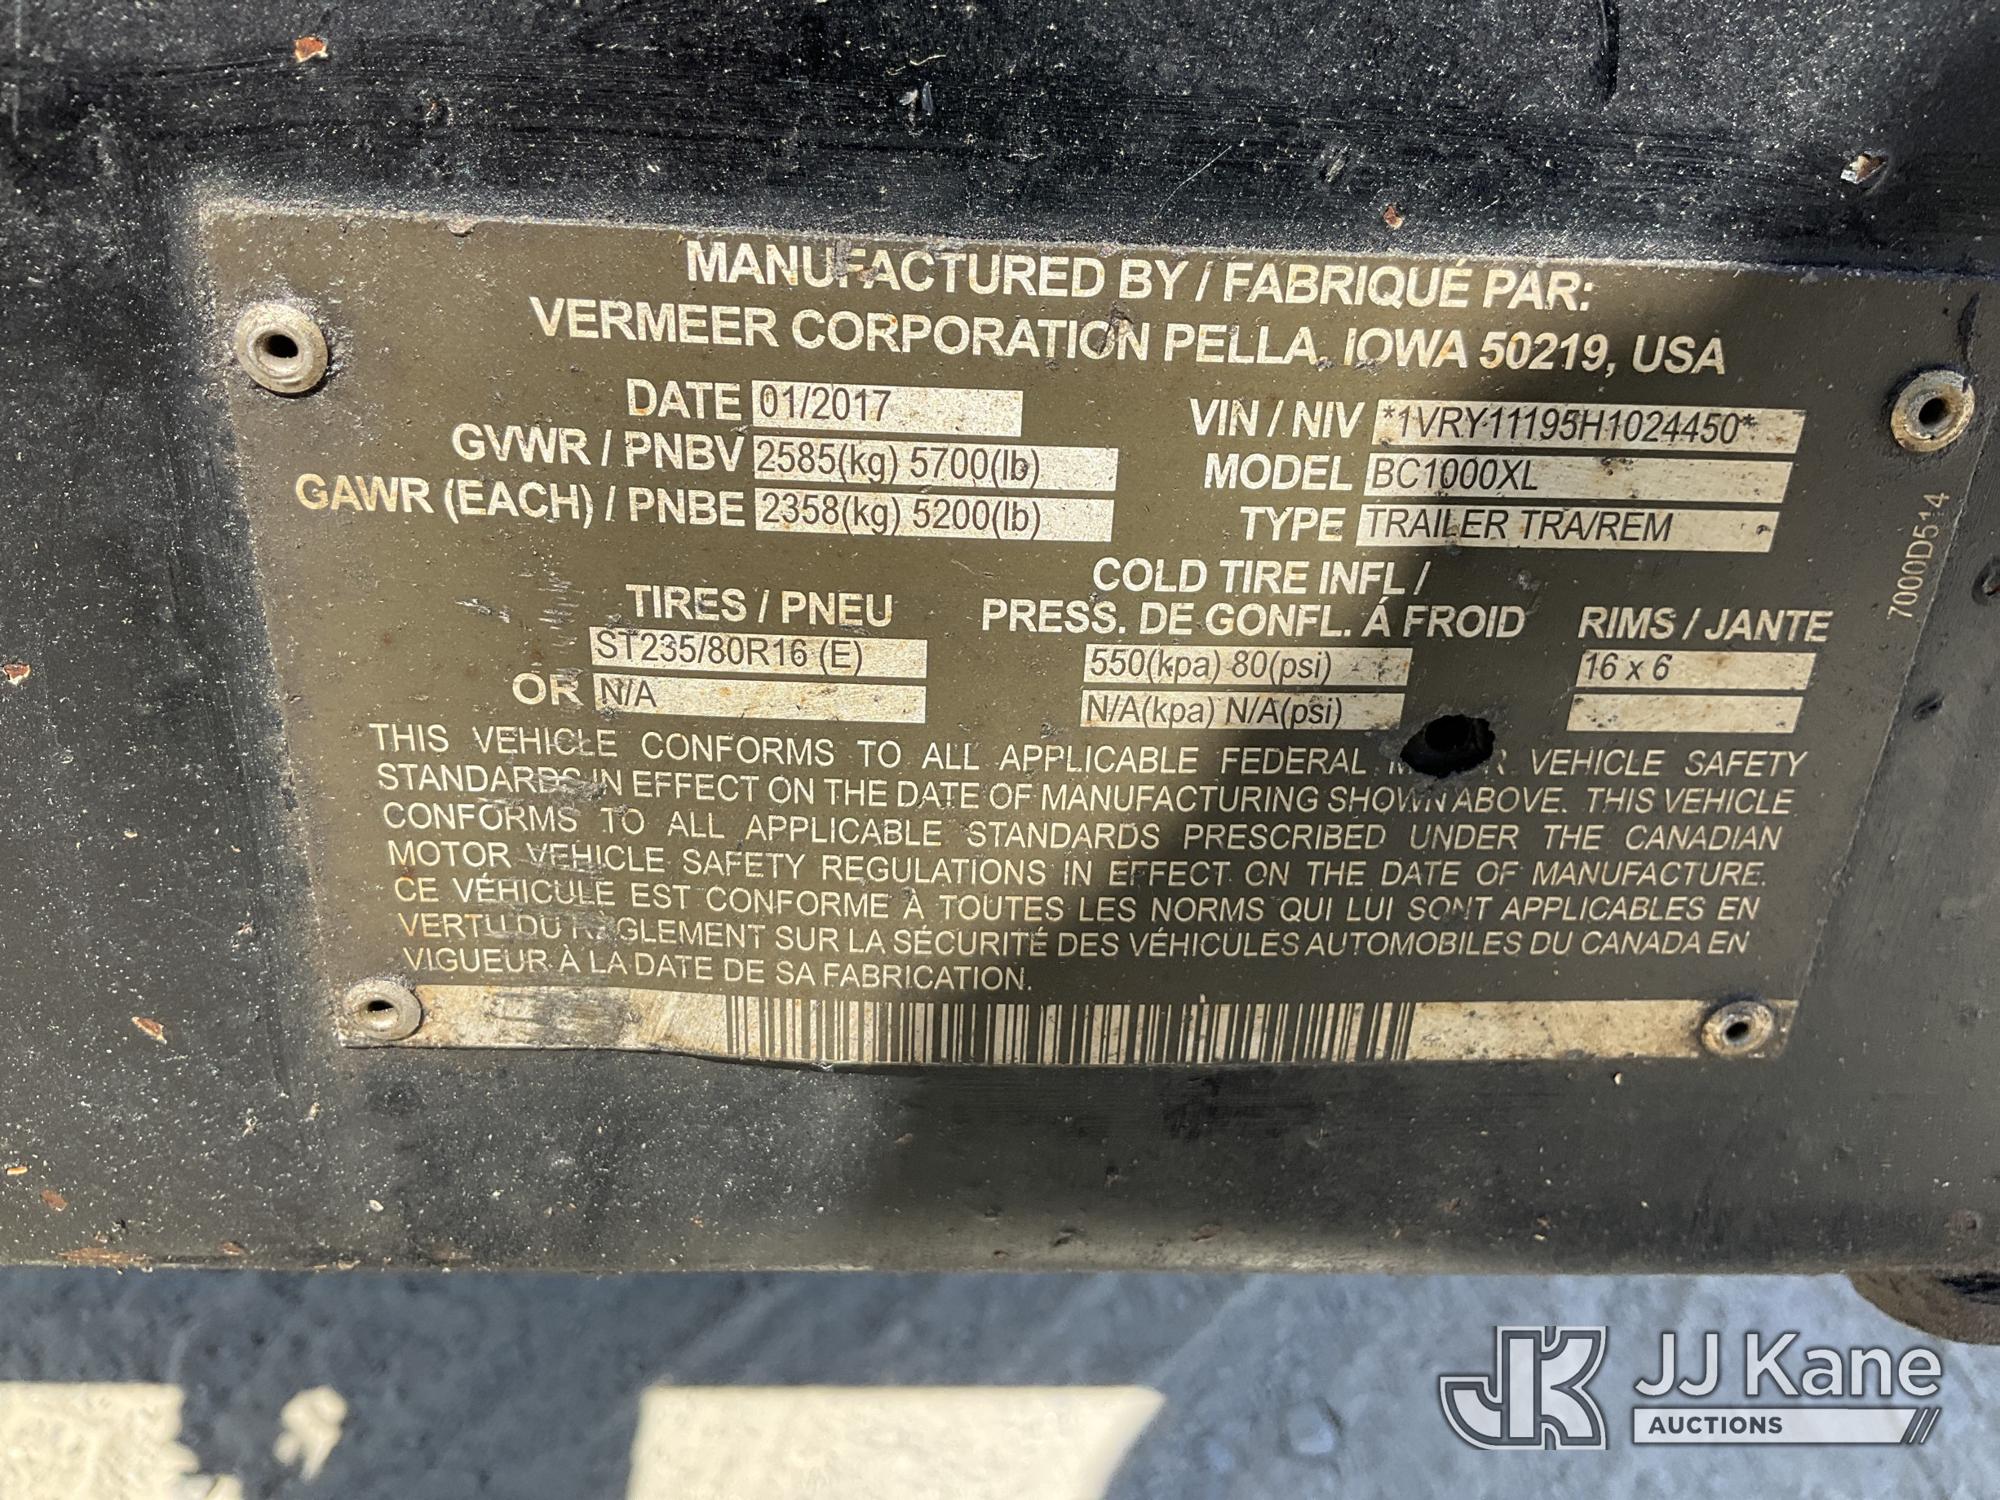 MANUFACTURED BY / FABRIQUÉ PAR:
VERMEER CORPORATION PELLA, IOWA 50219, USA
DATE 01/2017
GVWR / PNBV 2585(kg) 5700(lb)
GAWR (EACH) / PNBE 2358(kg) 5200(lb)
VIN / NIV *1VRY11195H1024450*
MODEL BC1000XL
TYPE TRAILER TRA/REM
TIRES / PNEU
ST235/80R16 (E)
OR N/A
COLD TIRE INFL /
PRESS. DE GONFL. Á FROID
550(kpa) 80(psi)
N/A(kpa) N/A(psi)
RIMS / JANTE
16 x 6
7000D514
THIS VEHICLE CONFORMS TO ALL APPLICABLE FEDERAL VEHICLE SAFETY
STANDARDS IN EFFECT ON THE DATE OF MANUFACTURING SHOWN ABOVE. THIS VEHICLE
CONFORMS TO ALL APPLICABLE STANDARDS PRESCRIBED UNDER THE CANADIAN
MOTOR VEHICLE SAFETY REGULATIONS IN EFFECT ON THE DATE OF MANUFACTURE.
CE VÉHICULE EST CONFORME À TOUTES LES NORMS QUI LUI SONT APPLICABLES EN
VERTU DU RÈGLEMENT SUR LA SÉCURITÉ DES VÉHICULES AUTOMOBILES DU CANADA EN
VIGUEUR À LA DATE DE SA FABRICATION.
JK JJ Kane
AUCTIONS